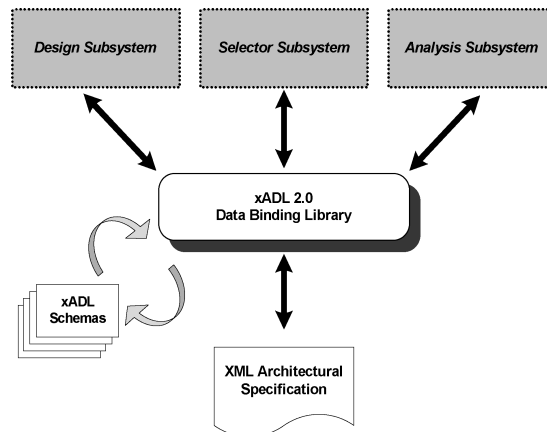 Design Subsystem
Selector Subsystem
Analysis Subsystem
xADL 2.0
Data Binding Library
xADL
Schemas
XML Architectural
Specification